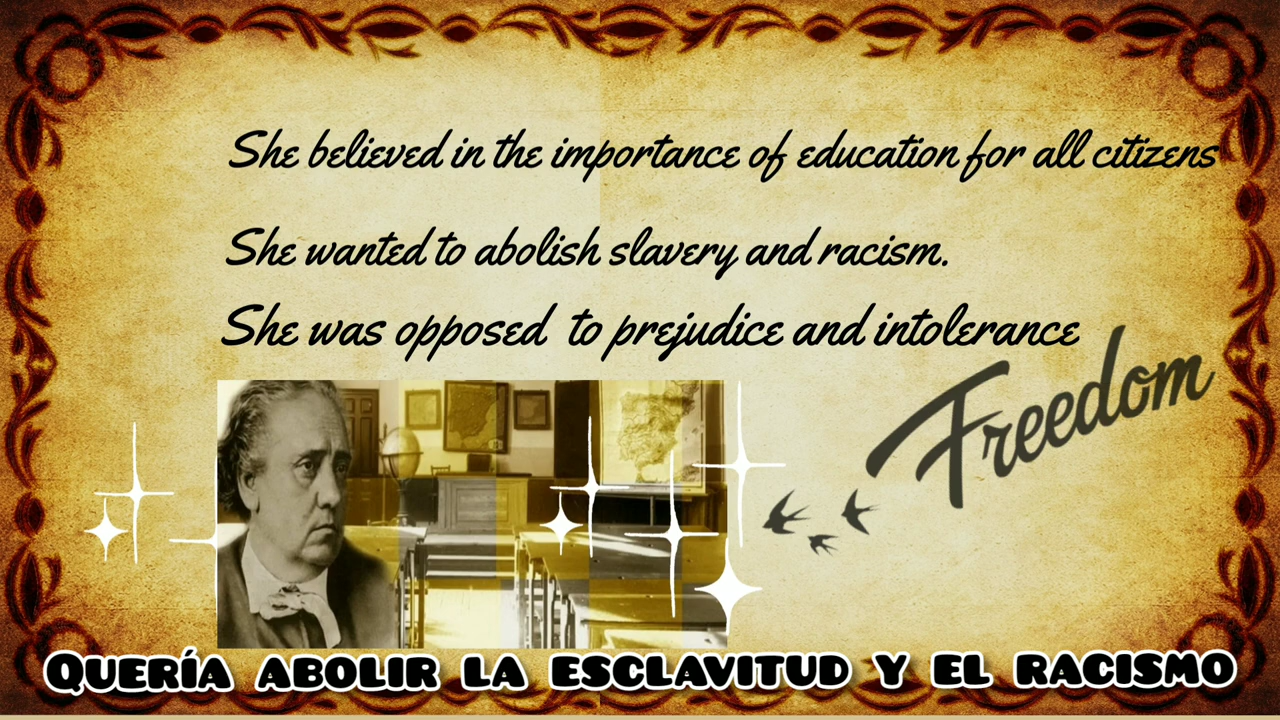 She believed in the importance of education for all citizens
She wanted to abolish slavery and racism.
She was opposed to prejudice and intolerance
Freedom
Quería abolir la esclavitud y el racismo